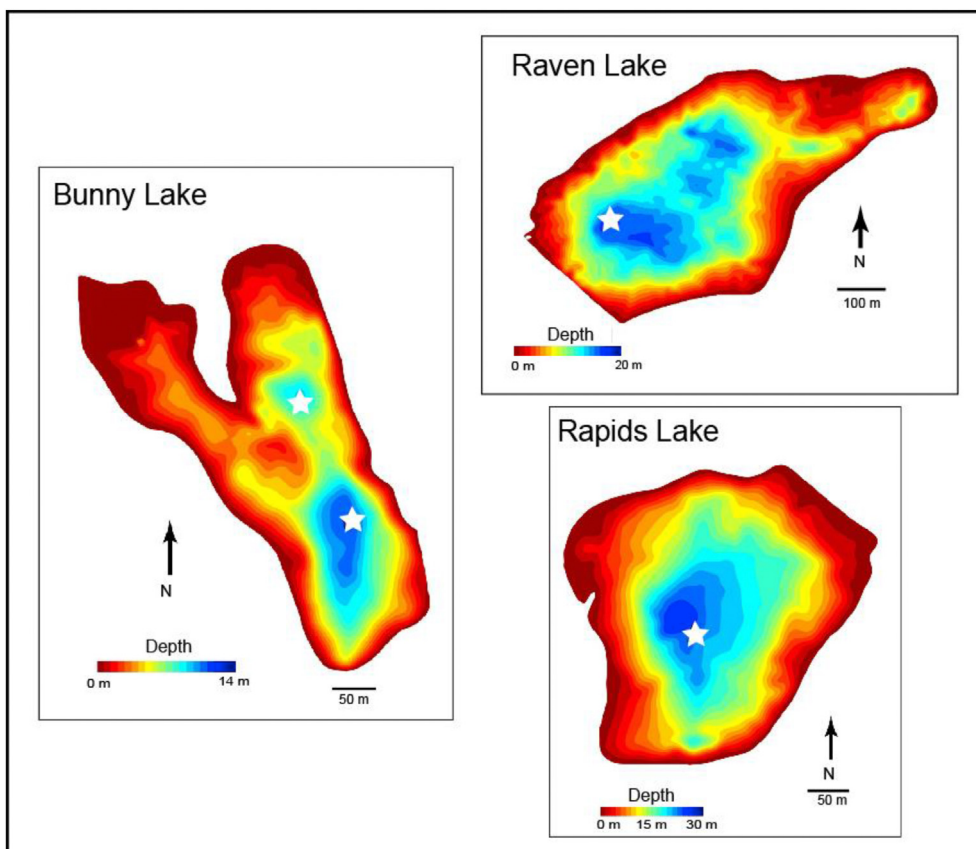 Raven Lake
N
100 m
Depth
0 m 20 m
Bunny Lake
N
Depth
0 m 14 m
50 m
Rapids Lake
N
50 m
Depth
0 m 15 m 30 m